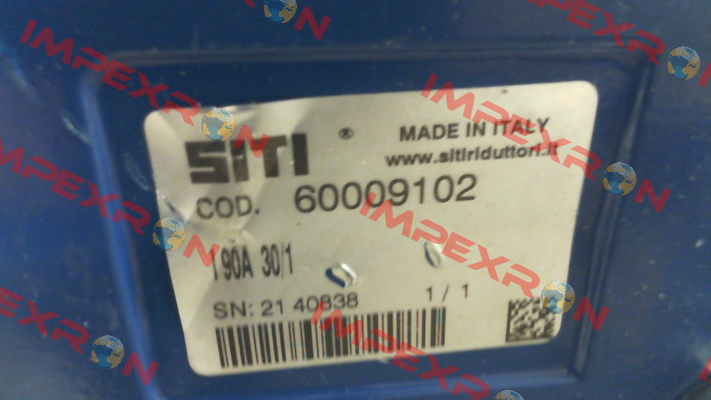 SITI ® MADE IN ITALY
www.sitiriduttori.it
COD. 60009102
I 90A 30/1
SN: 21 40838 1 / 1
IMPEXRON
IMPEXRON
IMPEXRON
IMPEXRON
IMPEXRON
IMPEXRON